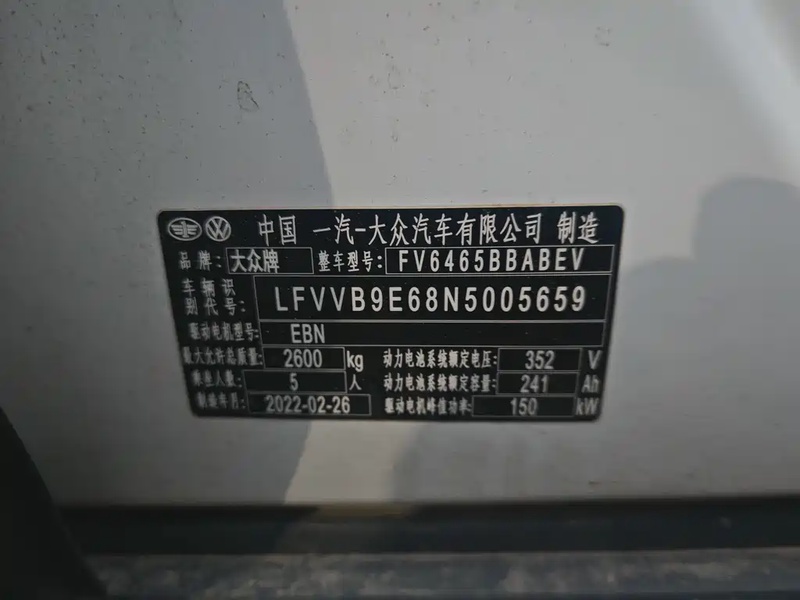 中国 一汽-大众汽车有限公司 制造
品牌: 大众牌 整车型号: FV6465BBABEV
车辆识别代号: LFVVB9E68N5005659
驱动电机型号: EBN
最大允许总质量: 2600 kg 动力电池系统额定电压: 352 V
乘坐人数: 5 人 动力电池系统额定容量: 241 Ah
制造年月: 2022-02-26 驱动电机峰值功率: 150 kW